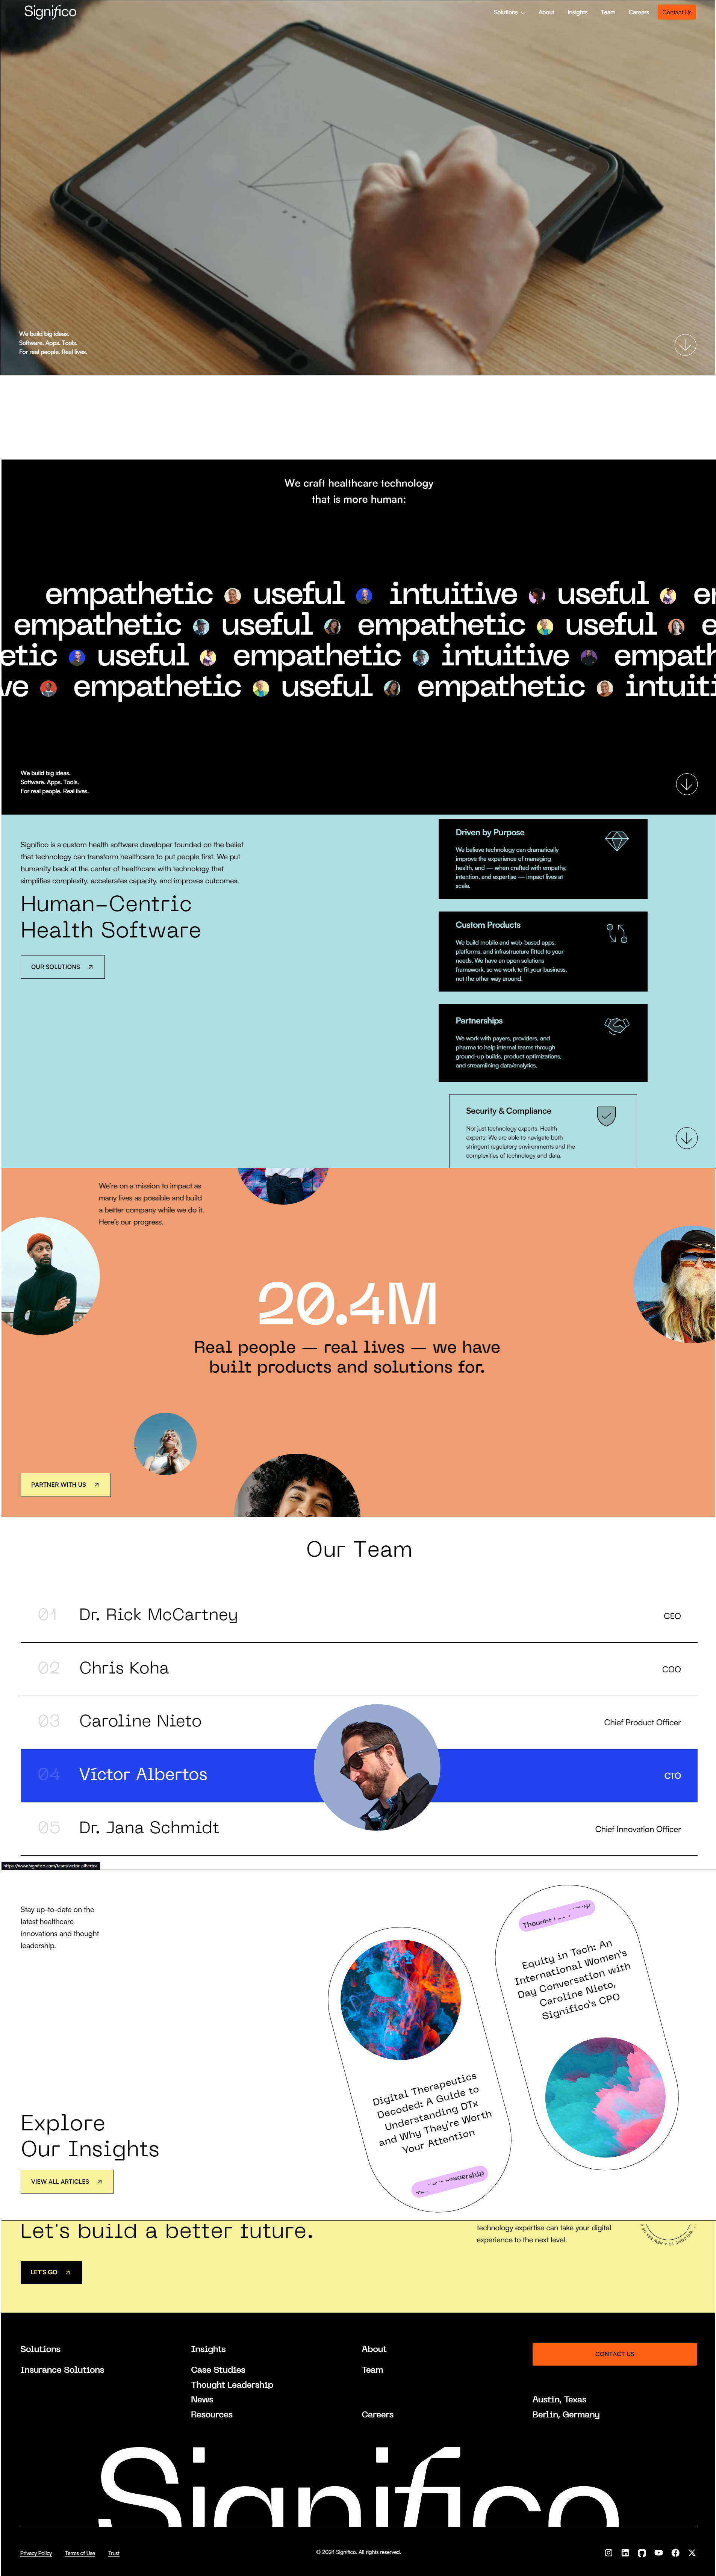 Significo
Solutions
About
Insights
Team
Careers
Contact Us
We build big ideas.
Software. Apps. Tools.
For real people. Real lives.
We craft healthcare technology
that is more human:
empathetic useful intuitive useful
empathetic useful empathetic useful
useful empathetic intuitive
empathetic useful empathetic
We build big ideas.
Software. Apps. Tools.
For real people. Real lives.
Significo is a custom health software developer founded on the belief
that technology can transform healthcare to put people first. We put
humanity back at the center of healthcare with technology that
simplifies complexity, accelerates capacity, and improves outcomes.
Human-Centric
Health Software
OUR SOLUTIONS
Driven by Purpose
We believe technology can dramatically
improve the experience of managing
health, and — when crafted with empathy,
intention, and expertise — impact lives at
scale.
Custom Products
We build mobile and web-based apps,
platforms, and infrastructure fitted to your
needs. We have an open solutions
framework, so we work to fit your business,
not the other way around.
Partnerships
We work with payers, providers, and
pharma to help internal teams through
ground-up builds, product optimizations,
and streamlining data/analytics.
Security & Compliance
Not just technology experts. Health
experts. We are able to navigate both
stringent regulatory environments and the
complexities of technology and data.
We're on a mission to impact as
many lives as possible and build
a better company while we do it.
Here's our progress.
20.4M
Real people — real lives — we have
built products and solutions for.
PARTNER WITH US
Our Team
01 Dr. Rick McCartney CEO
02 Chris Koha COO
03 Caroline Nieto Chief Product Officer
04 Víctor Albertos CTO
05 Dr. Jana Schmidt Chief Innovation Officer
https://www.significo.com/team/victor-albertos
Stay up-to-date on the
latest healthcare
innovations and thought
leadership.
Thought
Equity in Tech: An
International Women's
Day Conversation with
Caroline Nieto,
Significo's CPO
Digital Therapeutics
Decoded: A Guide to
Understanding DTx
and Why They're Worth
Your Attention
Explore
Our Insights
VIEW ALL ARTICLES
Let's build a better future.
technology expertise can take your digital
experience to the next level.
LET'S GO
Solutions
Insurance Solutions
Insights
Case Studies
Thought Leadership
News
Resources
About
Team
Careers
CONTACT US
Austin, Texas
Berlin, Germany
Significo
Privacy Policy
Terms of Use
Trust
© 2024 Significo. All rights reserved.